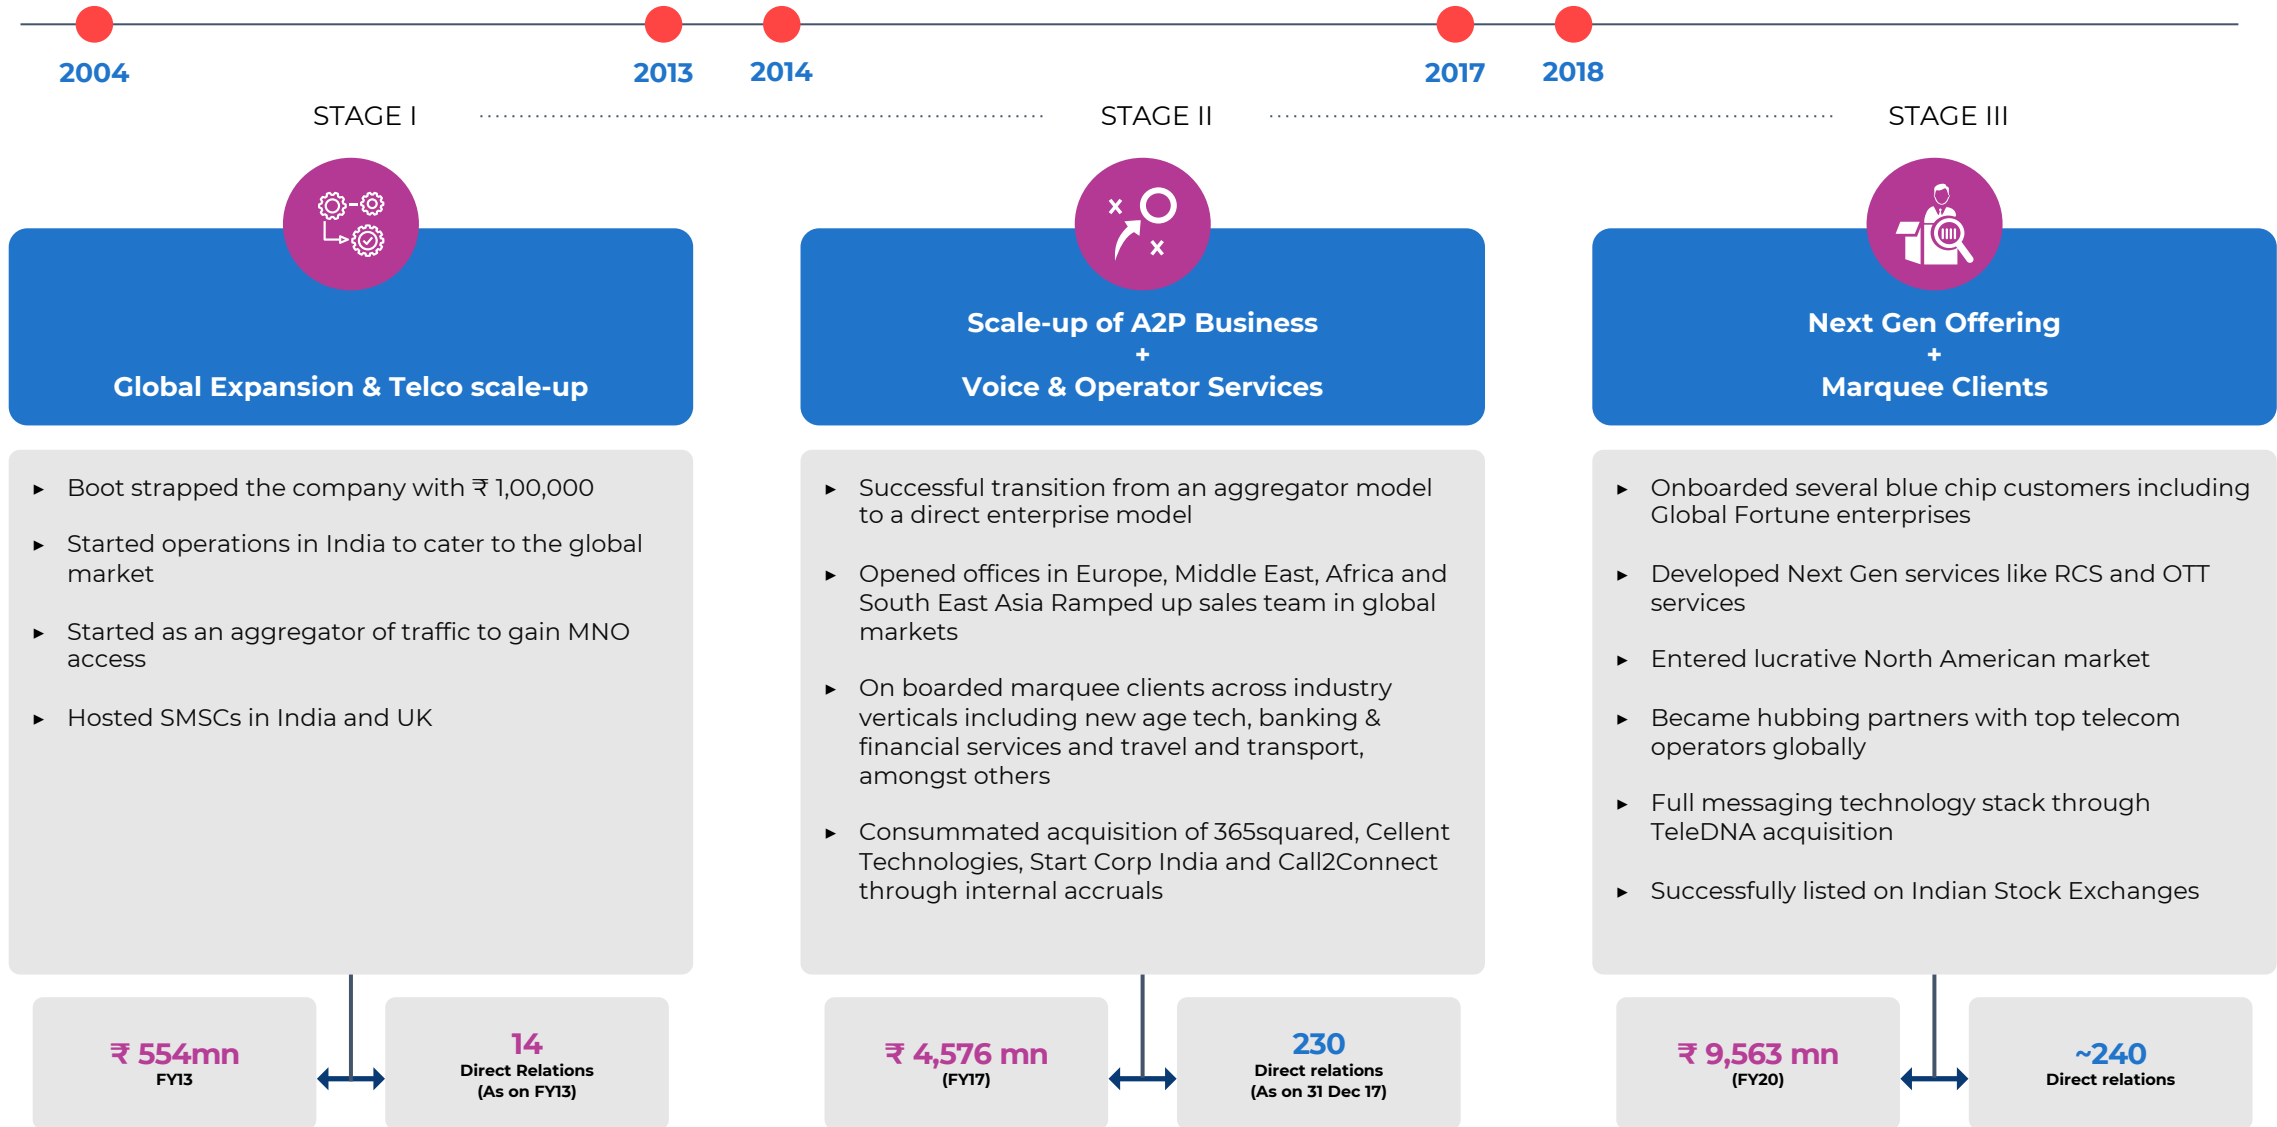 2004
2013
2014
2017
2018
STAGE I
STAGE II
STAGE III
Global Expansion & Telco scale-up
Boot strapped the company with ₹ 1,00,000
Started operations in India to cater to the global
market
Started as an aggregator of traffic to gain MNO
access
Hosted SMSCs in India and UK
₹ 554mn
FY13
14
Direct Relations
(As on FY13)
Scale-up of A2P Business
+
Voice & Operator Services
Successful transition from an aggregator model
to a direct enterprise model
Opened offices in Europe, Middle East, Africa and
South East Asia Ramped up sales team in global
markets
On boarded marquee clients across industry
verticals including new age tech, banking &
financial services and travel and transport,
amongst others
Consummated acquisition of 365squared, Cellent
Technologies, Start Corp India and Call2Connect
through internal accruals
₹ 4,576 mn
(FY17)
230
Direct relations
(As on 31 Dec 17)
Next Gen Offering
+
Marquee Clients
Onboarded several blue chip customers including
Global Fortune enterprises
Developed Next Gen services like RCS and OTT
services
Entered lucrative North American market
Became hubbing partners with top telecom
operators globally
Full messaging technology stack through
TeleDNA acquisition
Successfully listed on Indian Stock Exchanges
₹ 9,563 mn
(FY20)
~240
Direct relations